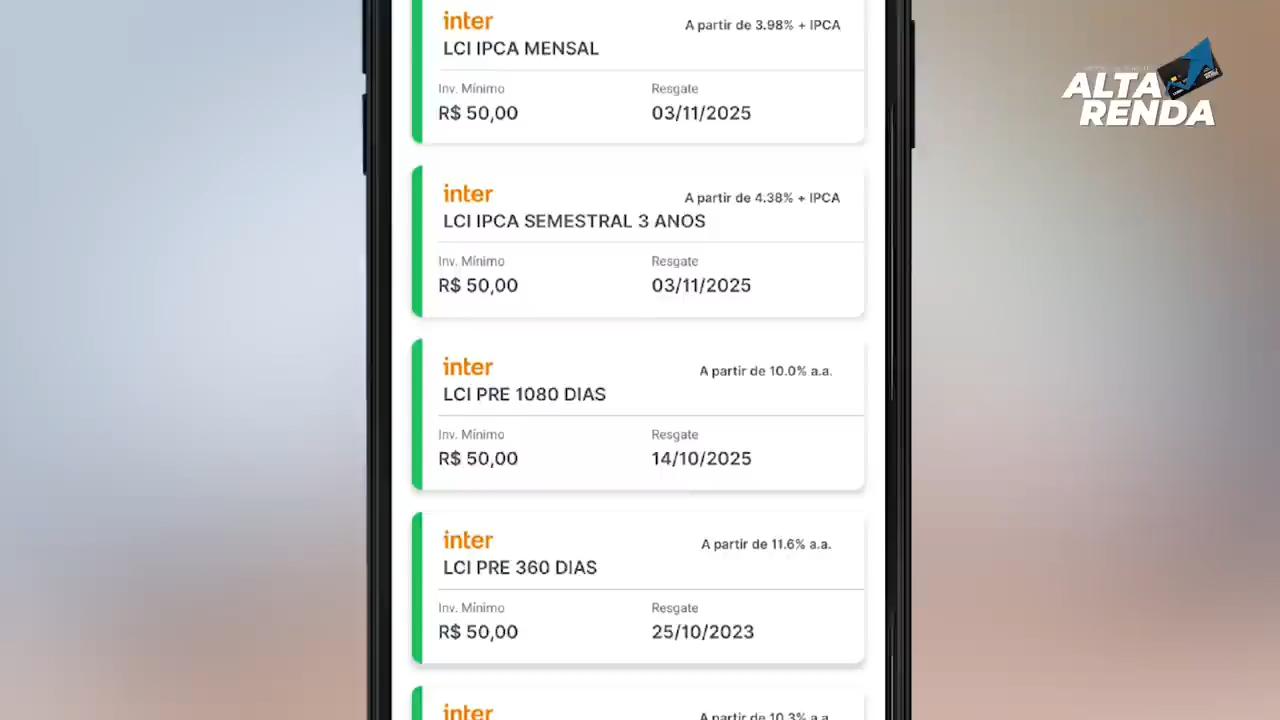 inter
A partir de 3.98% + IPCA
LCI IPCA MENSAL
Inv. Mínimo
Resgate
R$ 50,00
03/11/2025
inter
A partir de 4.38% + IPCA
LCI IPCA SEMESTRAL 3 ANOS
Inv. Mínimo
Resgate
R$ 50,00
03/11/2025
inter
A partir de 10.0% a.a.
LCI PRE 1080 DIAS
Inv. Mínimo
Resgate
R$ 50,00
14/10/2025
inter
A partir de 11.6% a.a.
LCI PRE 360 DIAS
Inv. Mínimo
Resgate
R$ 50,00
25/10/2023
inter
A partir de 10.3% a.a.
ALTA
RENDA